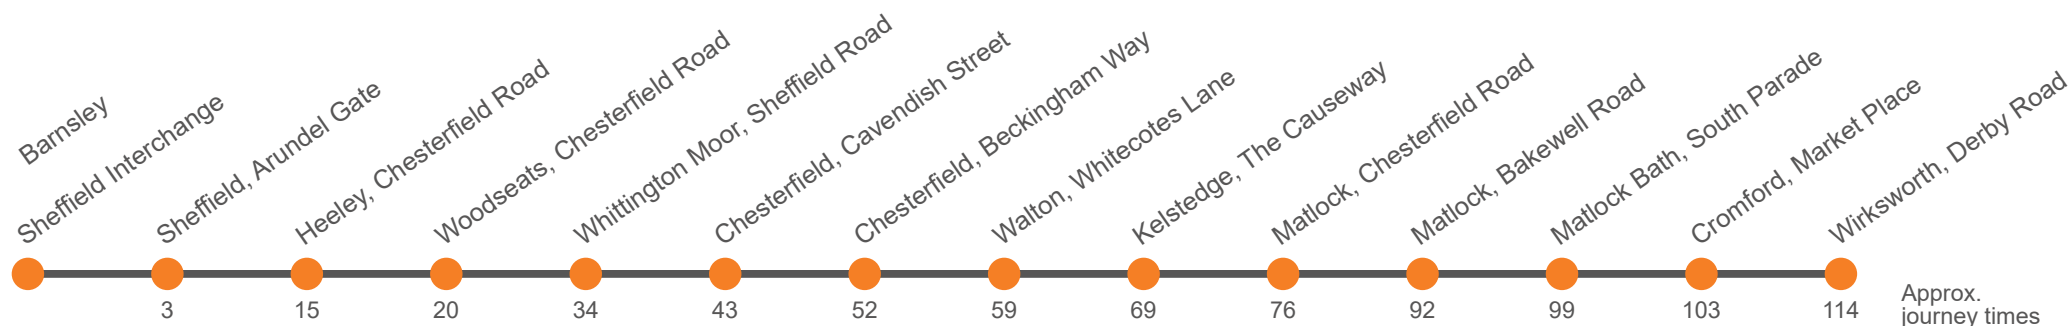 Barnsley
Sheffield Interchange
Sheffield, Arundel Gate
Heeley, Chesterfield Road
Woodseats, Chesterfield Road
Whittington Moor, Sheffield Road
Chesterfield, Cavendish Street
Chesterfield, Beckingham Way
Walton, Whitecotes Lane
Kelstedge, The Causeway
Matlock, Chesterfield Road
Matlock, Bakewell Road
Matlock Bath, South Parade
Cromford, Market Place
Wirksworth, Derby Road
3 15 20 34 43 52 59 69 76 92 99 103 114
Approx.
journey times